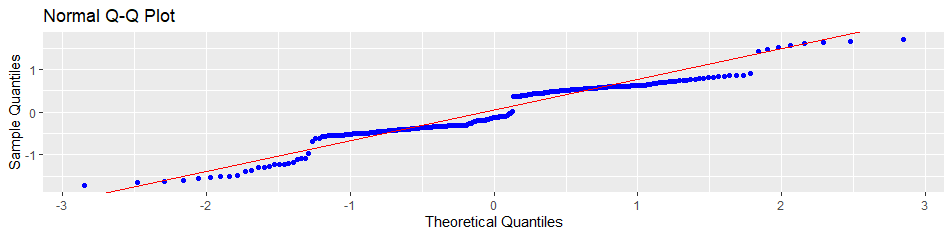 Normal Q-Q Plot
Sample Quantiles
1
0
-1
-3 -2 -1 0 1 2 3
Theoretical Quantiles